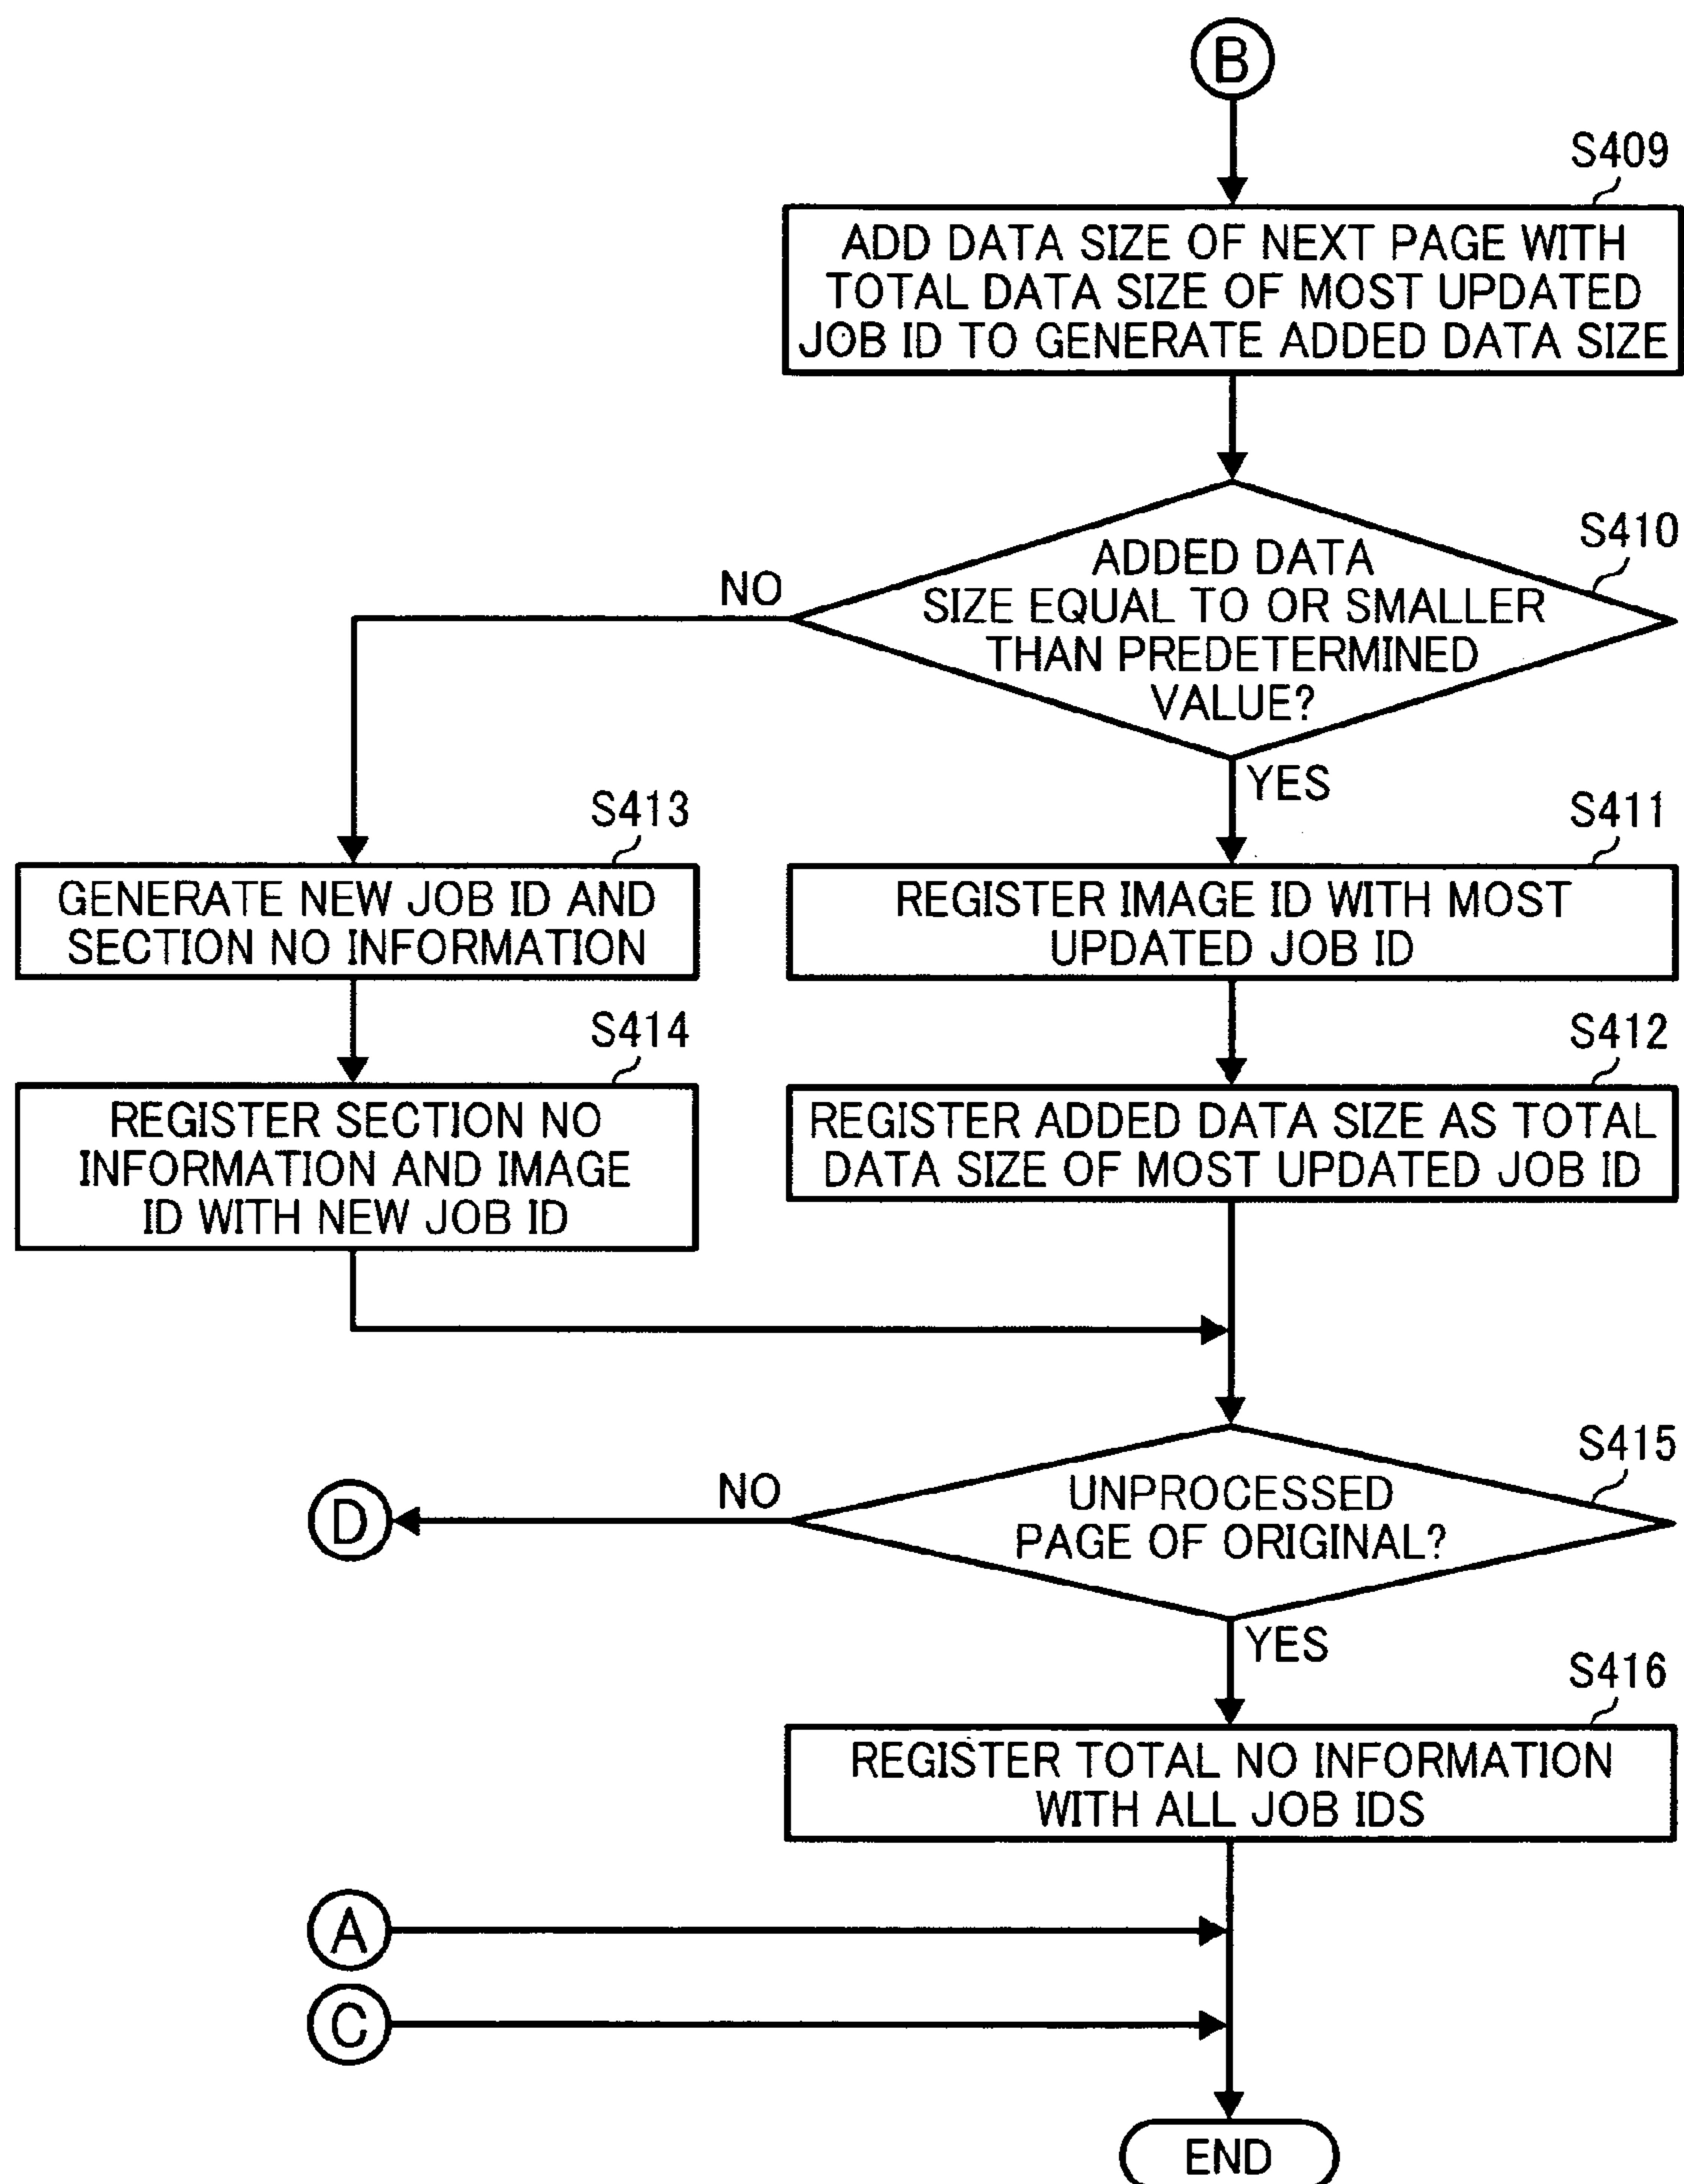 B
S409
ADD DATA SIZE OF NEXT PAGE WITH
TOTAL DATA SIZE OF MOST UPDATED
JOB ID TO GENERATE ADDED DATA SIZE
S410
ADDED DATA
SIZE EQUAL TO OR SMALLER
THAN PREDETERMINED
VALUE?
NO
YES
S413
GENERATE NEW JOB ID AND
SECTION NO INFORMATION
S411
REGISTER IMAGE ID WITH MOST
UPDATED JOB ID
S414
REGISTER SECTION NO
INFORMATION AND IMAGE
ID WITH NEW JOB ID
S412
REGISTER ADDED DATA SIZE AS TOTAL
DATA SIZE OF MOST UPDATED JOB ID
S415
UNPROCESSED
PAGE OF ORIGINAL?
NO
D
YES
S416
REGISTER TOTAL NO INFORMATION
WITH ALL JOB IDS
A
C
END